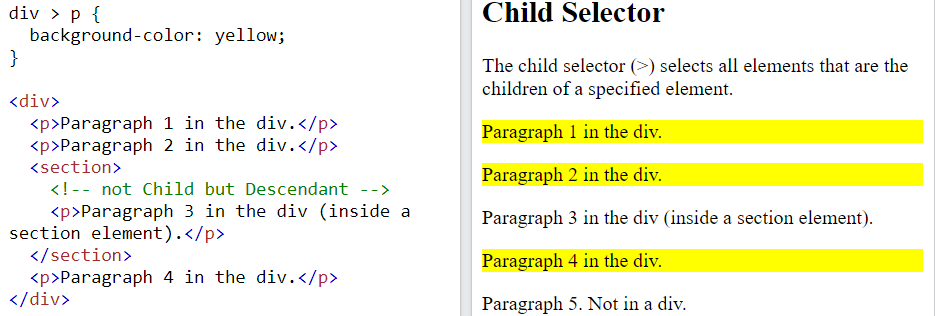 div > p {
  background-color: yellow;
}
<div>
  <p>Paragraph 1 in the div.</p>
  <p>Paragraph 2 in the div.</p>
  <section>
    <!-- not Child but Descendant -->
    <p>Paragraph 3 in the div (inside a
section element).</p>
  </section>
  <p>Paragraph 4 in the div.</p>
</div>
Child Selector
The child selector (>) selects all elements that are the
children of a specified element.
Paragraph 1 in the div.
Paragraph 2 in the div.
Paragraph 3 in the div (inside a section element).
Paragraph 4 in the div.
Paragraph 5. Not in a div.